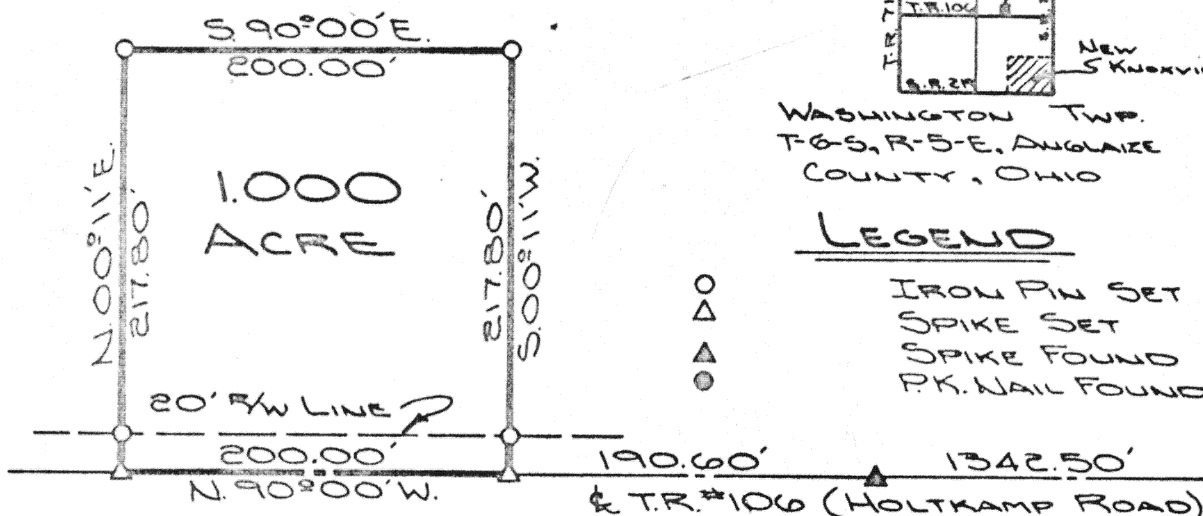 S. 90°00' E.
200.00'
N. 00°11' E.
217.80'
1.000
ACRE
217.80'
S. 00°11' W.
20' R/W LINE
200.00'
N. 90°00' W.
190.60'
1342.50'
℄ T.R. #106 (HOLTKAMP ROAD)
T.R. 106
NEW
WASHINGTON TWP.
T-6-S, R-5-E, AUGLAIZE
COUNTY, OHIO
LEGEND
IRON PIN SET
SPIKE SET
SPIKE FOUND
P.K. NAIL FOUND